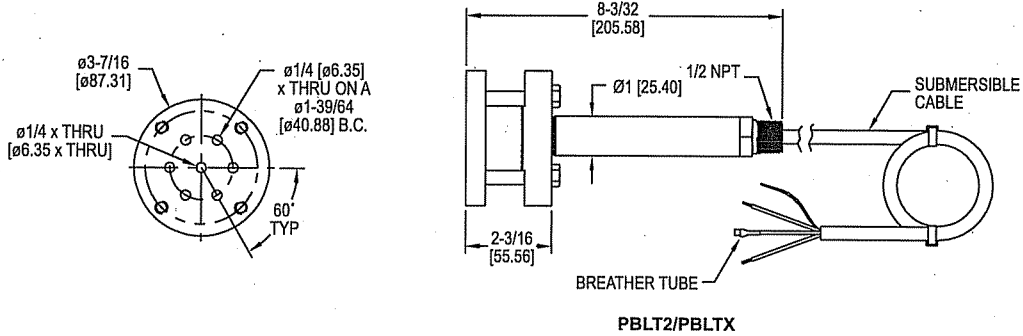 ø3-7/16
[ø87.31]
ø1/4 [ø6.35]
x THRU ON A
ø1-39/64
[ø40.88] B.C.
ø1/4 x THRU
[ø6.35 x THRU]
60°
TYP
8-3/32
[205.58]
1/2 NPT
Ø1 [25.40]
SUBMERSIBLE
CABLE
2-3/16
[55.56]
BREATHER TUBE
PBLT2/PBLTX